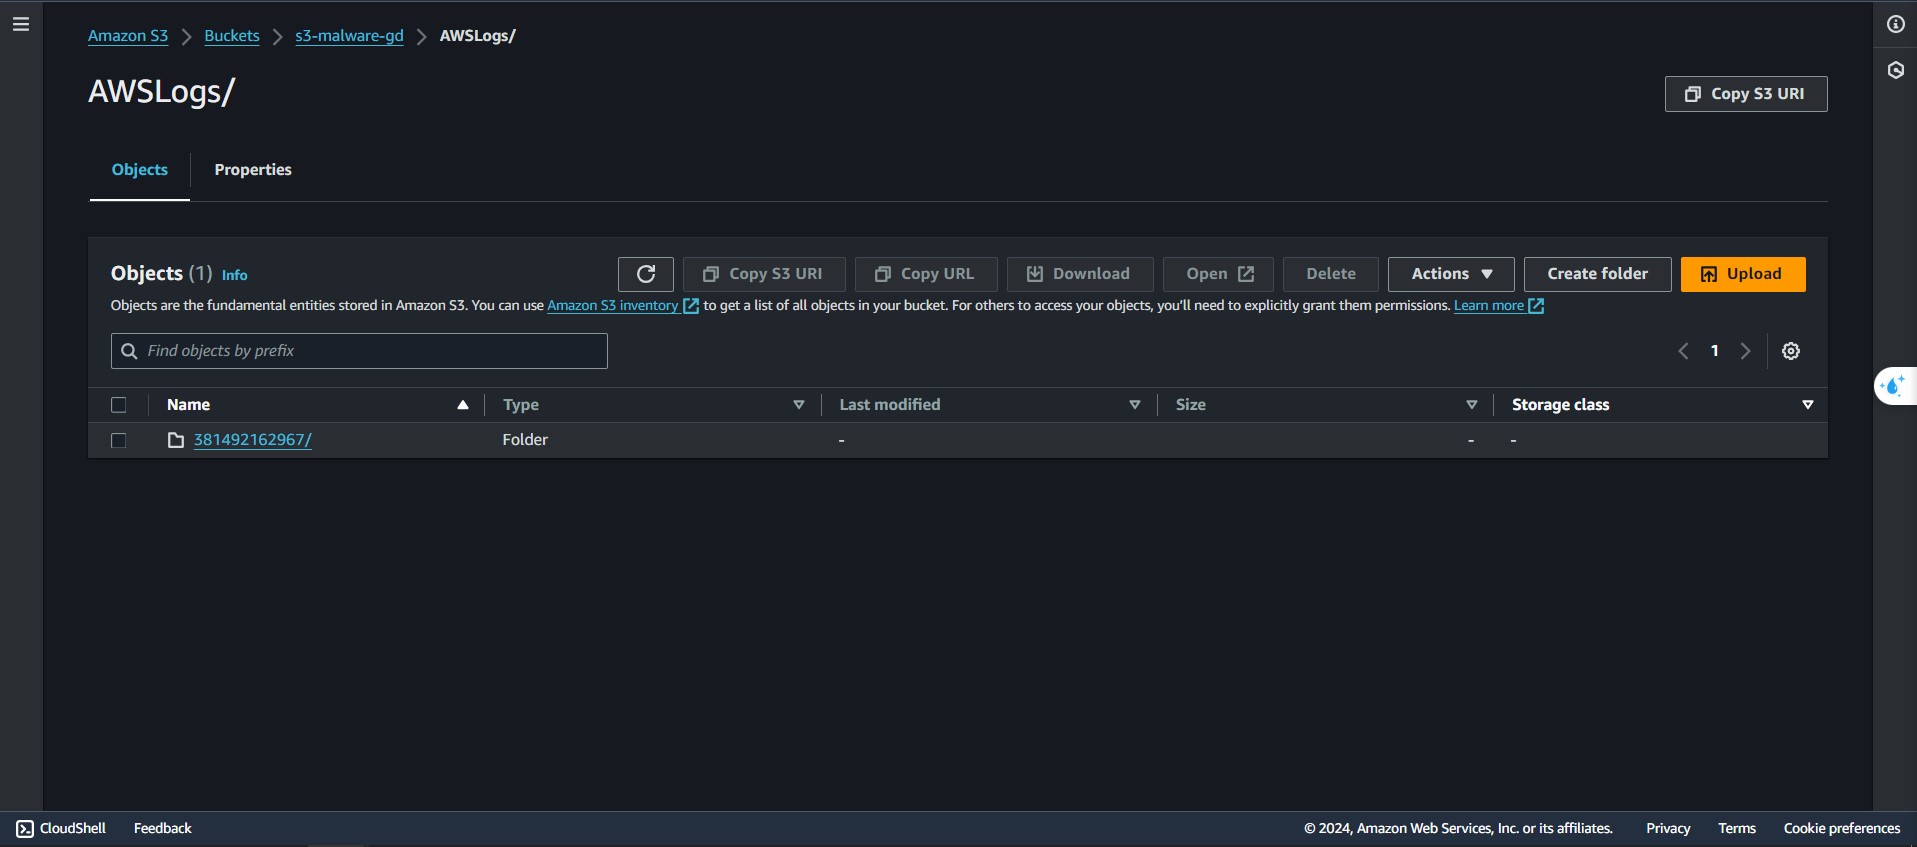 Amazon S3 > Buckets > s3-malware-gd > AWSLogs/
AWSLogs/
Copy S3 URI
Objects
Properties
Objects (1) Info
Copy S3 URI
Copy URL
Download
Open
Delete
Actions
Create folder
Upload
Objects are the fundamental entities stored in Amazon S3. You can use Amazon S3 inventory to get a list of all objects in your bucket. For others to access your objects, you'll need to explicitly grant them permissions. Learn more
Find objects by prefix
1
Name Type Last modified Size Storage class
381492162967/ Folder - - -
CloudShell Feedback © 2024, Amazon Web Services, Inc. or its affiliates. Privacy Terms Cookie preferences